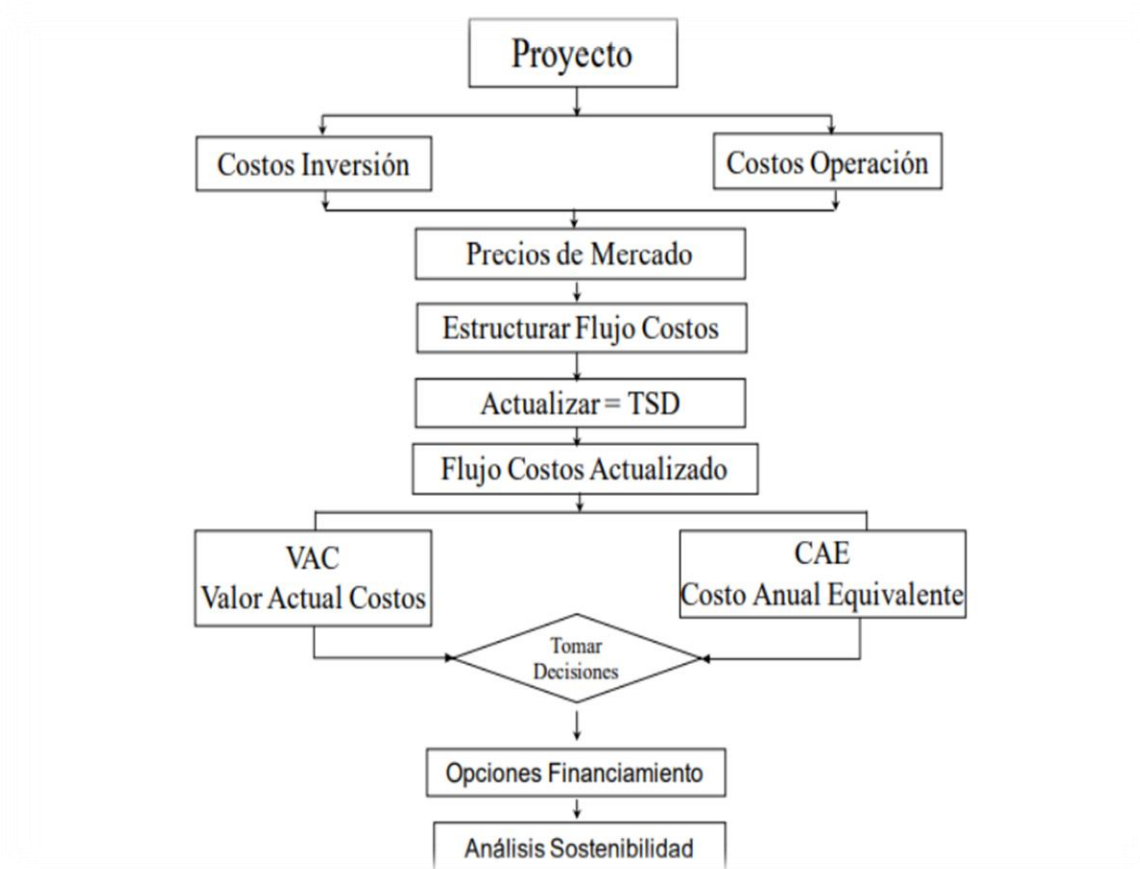 Proyecto
Costos Inversión
Costos Operación
Precios de Mercado
Estructurar Flujo Costos
Actualizar = TSD
Flujo Costos Actualizado
VAC
Valor Actual Costos
CAE
Costo Anual Equivalente
Tomar
Decisiones
Opciones Financiamiento
Análisis Sostenibilidad